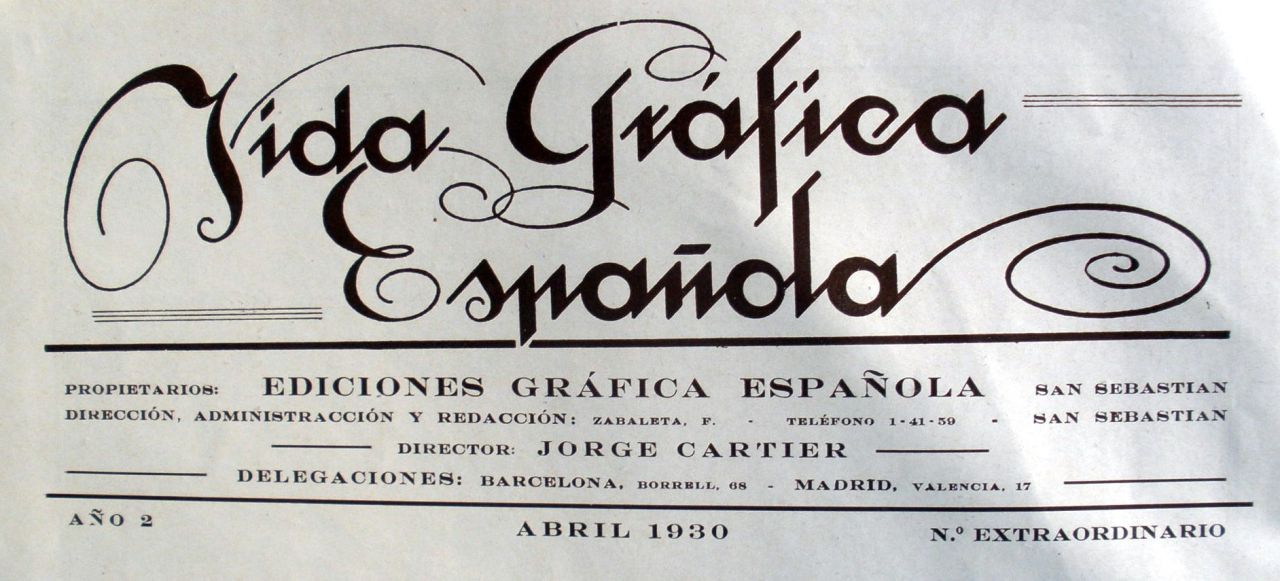 Vida Gráfica
Española
PROPIETARIOS: EDICIONES GRÁFICA ESPAÑOLA SAN SEBASTIAN
DIRECCIÓN, ADMINISTRACCIÓN Y REDACCIÓN: ZABALETA, F. - TELÉFONO 1-41-59 - SAN SEBASTIAN
DIRECTOR: JORGE CARTIER
DELEGACIONES: BARCELONA, BORRELL, 68 - MADRID, VALENCIA, 17
AÑO 2 ABRIL 1930 N.º EXTRAORDINARIO